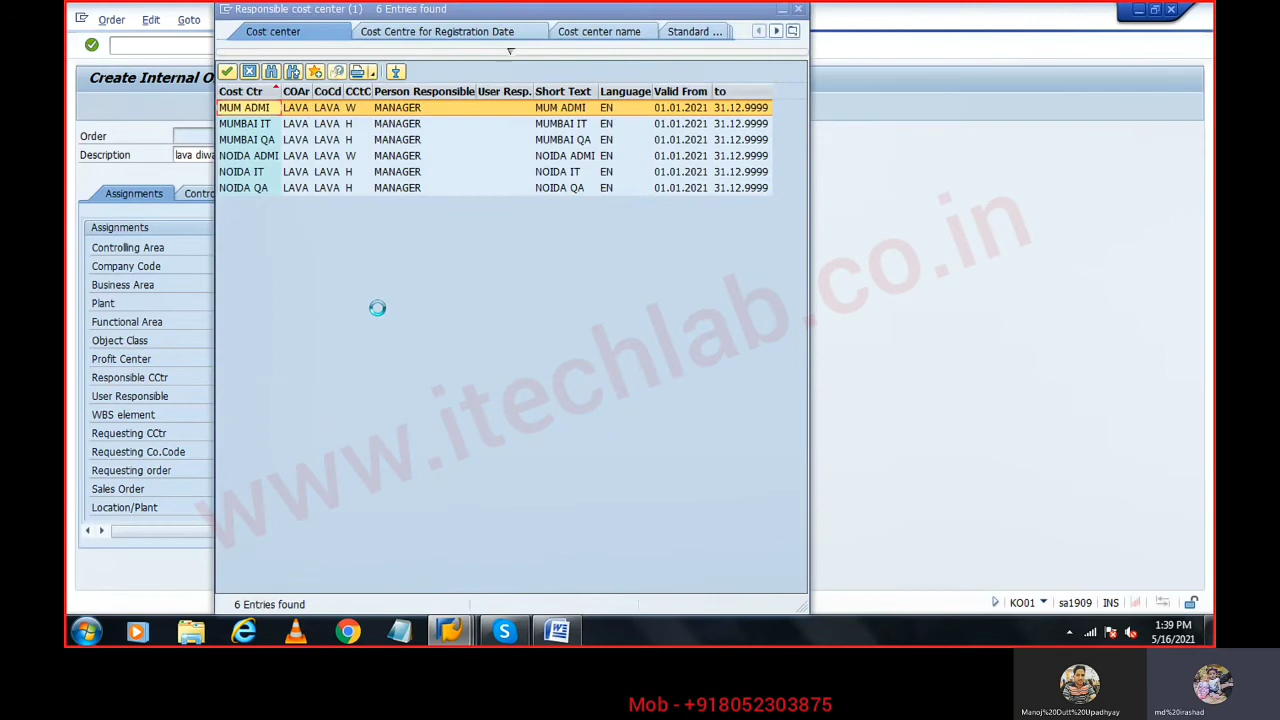 Order Edit Goto
Responsible cost center (1) 6 Entries found
Cost center Cost Centre for Registration Date Cost center name Standard ...
Create Internal O
Order
Description lava diwa
Assignments Contro
Assignments
Controlling Area
Company Code
Business Area
Plant
Functional Area
Object Class
Profit Center
Responsible CCtr
User Responsible
WBS element
Requesting CCtr
Requesting Co.Code
Requesting order
Sales Order
Location/Plant
Cost Ctr COAr CoCd CCtC Person Responsible User Resp. Short Text Language Valid From to
MUM ADMI LAVA LAVA W MANAGER MUM ADMI EN 01.01.2021 31.12.9999
MUMBAI IT LAVA LAVA H MANAGER MUMBAI IT EN 01.01.2021 31.12.9999
MUMBAI QA LAVA LAVA H MANAGER MUMBAI QA EN 01.01.2021 31.12.9999
NOIDA ADMI LAVA LAVA W MANAGER NOIDA ADMI EN 01.01.2021 31.12.9999
NOIDA IT LAVA LAVA H MANAGER NOIDA IT EN 01.01.2021 31.12.9999
NOIDA QA LAVA LAVA H MANAGER NOIDA QA EN 01.01.2021 31.12.9999
www.itechlab.co.in
6 Entries found
KO01 sa1909 INS
1:39 PM
5/16/2021
Mob - +918052303875
Manoj%20Dutt%20Upadhyay
md%20irashad